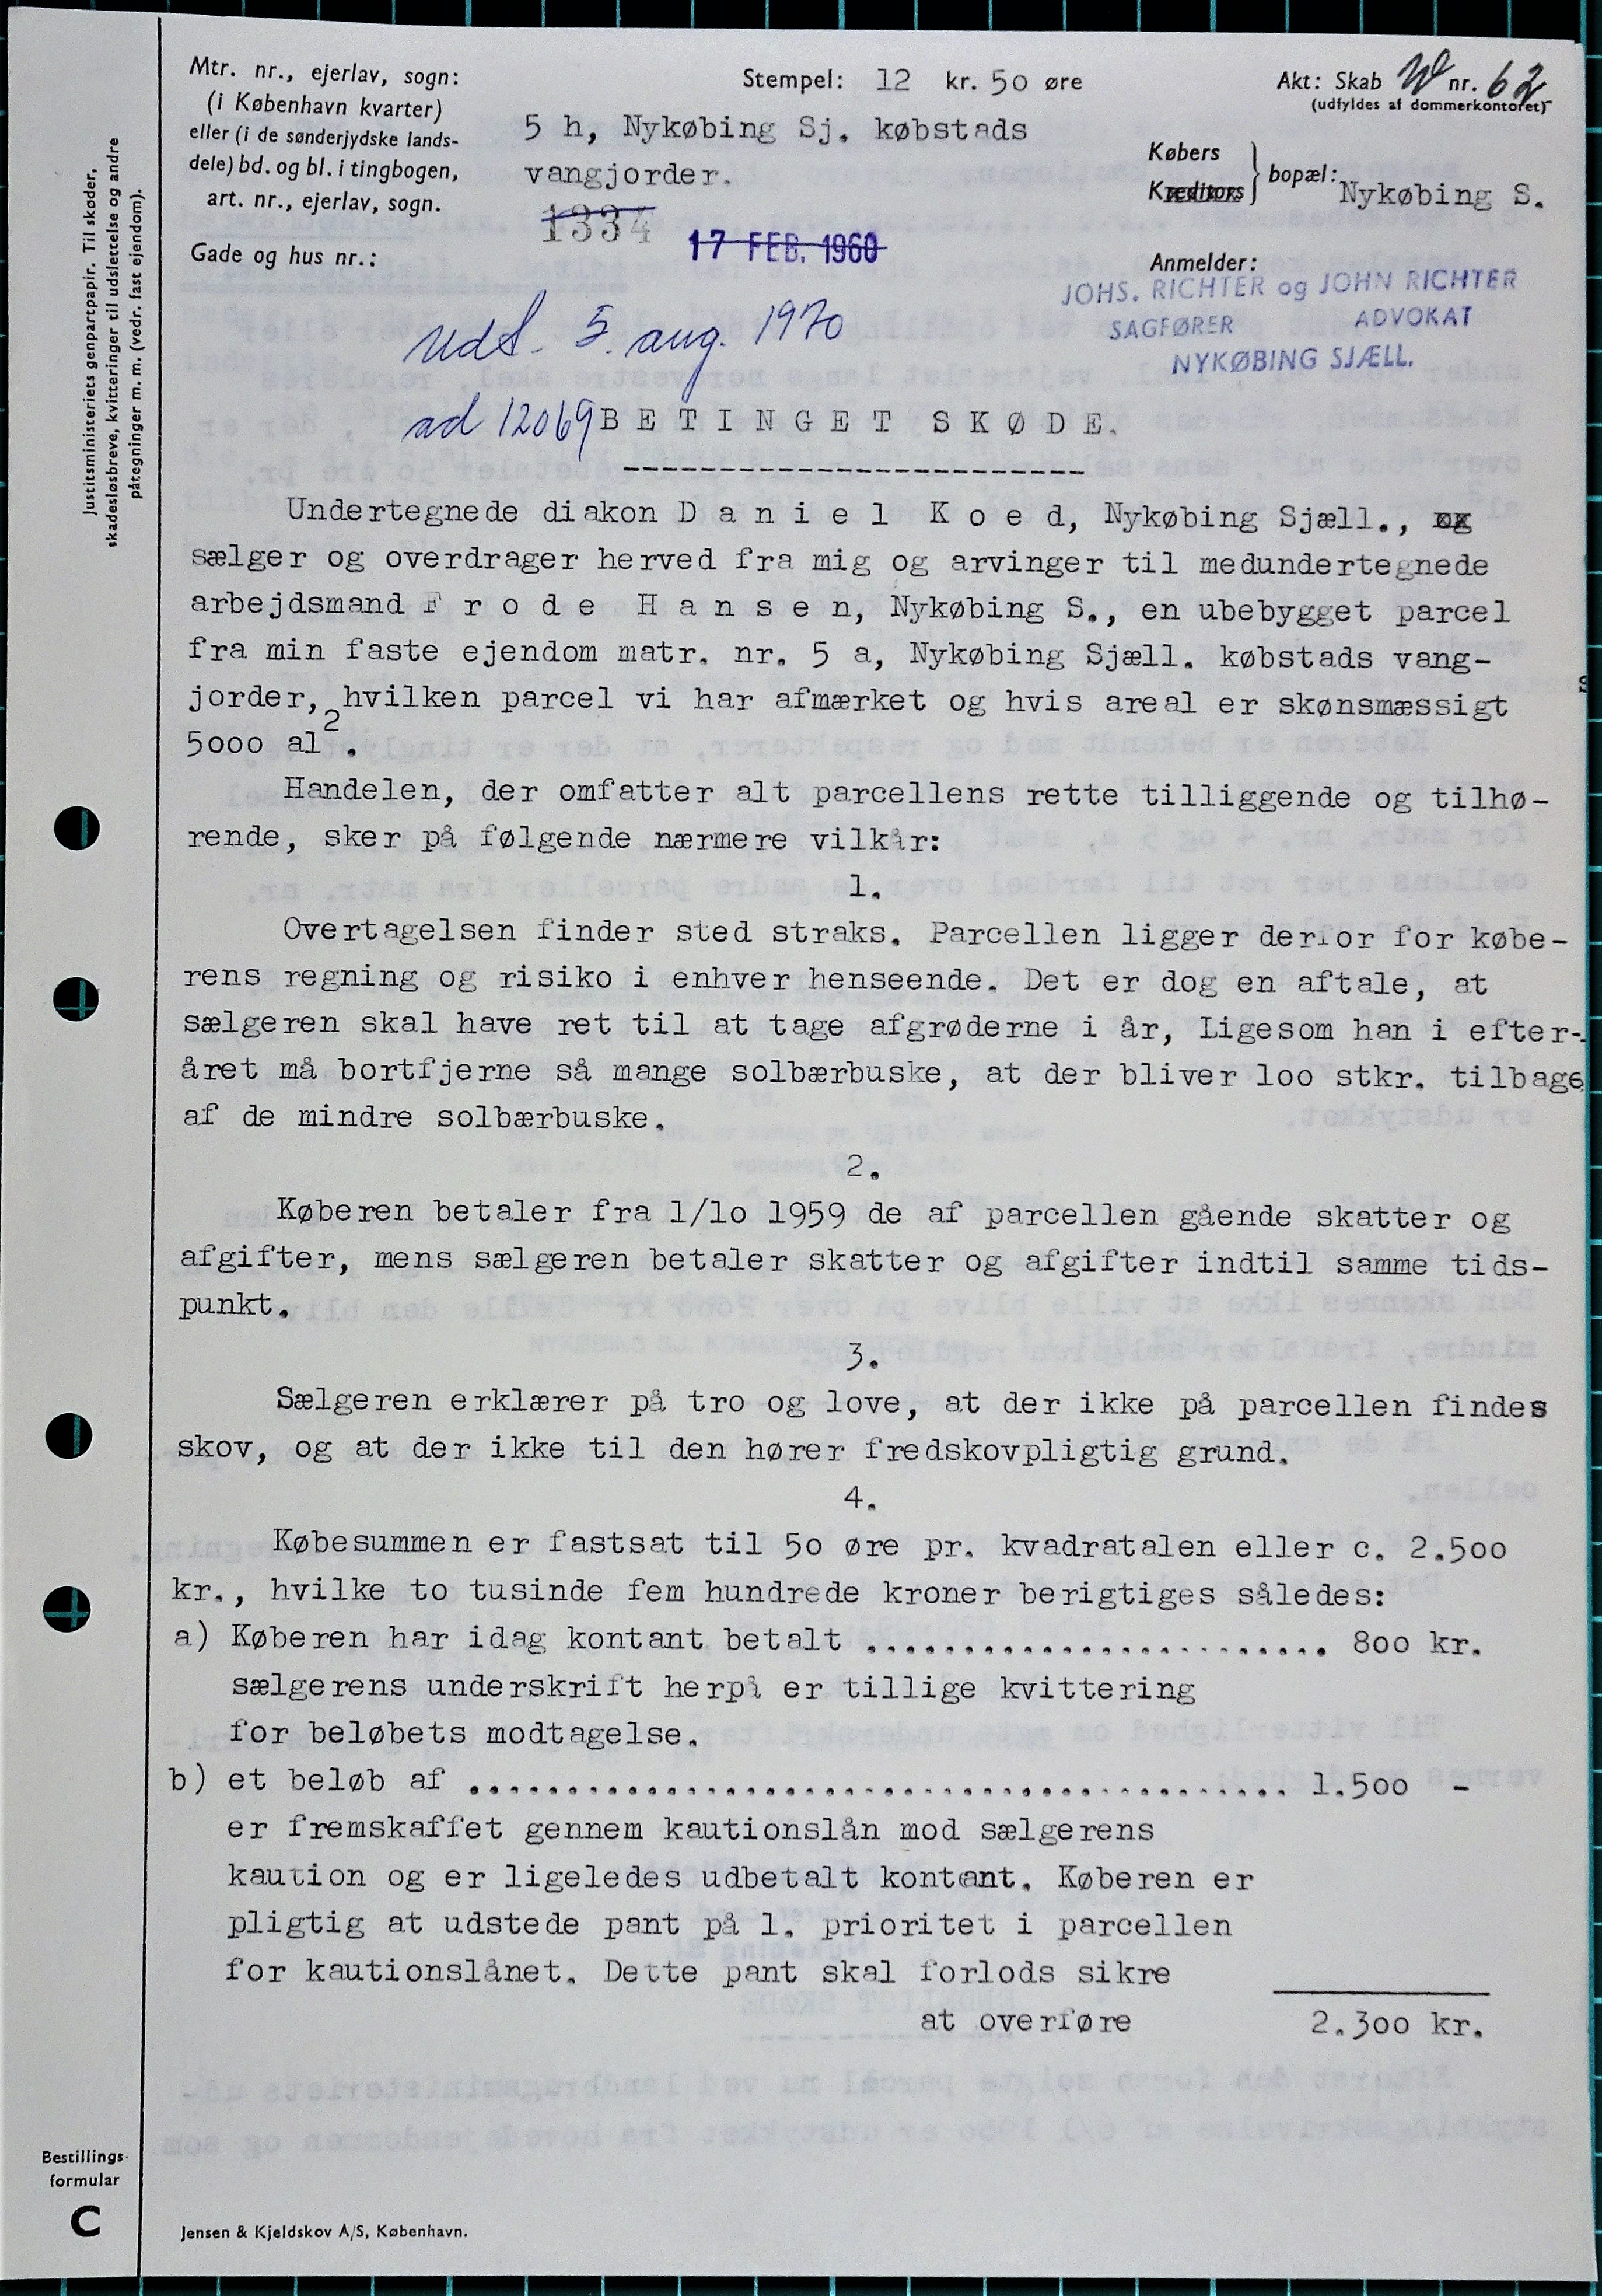 Mtr. nr., ejerlav, sogn:
(i København kvarter)
eller (i de sønderjydske lands-
dele) bd. og bl. i tingbogen,
art. nr., ejerlav, sogn.
Gade og hus nr.:
Stempel: 12 kr. 50 øre
5 h, Nykøbing Sj. købstads
vangjorder.
1334
17 FEB. 1960
Akt: Skab W nr. 62
(udfyldes af dommerkontoret)
Købers
Kreditors
bopæl: Nykøbing S.
Anmelder:
JOHS. RICHTER og JOHN RICHTER
SAGFØRER ADVOKAT
NYKØBING SJÆLL.
Udsl. 5. aug. 1970
ad 12069
BETINGET SKØDE.
Justitsministeriets genpartpapir. Til skøder,
skadesløsbreve, kvitteringer til udslettelse og andre
påtegninger m. m. (vedr. fast ejendom).
Undertegnede diakon Daniel Koed, Nykøbing Sjæll., og
sælger og overdrager herved fra mig og arvinger til medundertegnede
arbejdsmand Frode Hansen, Nykøbing S., en ubebygget parcel
fra min faste ejendom matr. nr. 5 a, Nykøbing Sjæll. købstads vang-
jorder, hvilken parcel vi har afmærket og hvis areal er skønsmæssigt
5000 al².
Handelen, der omfatter alt parcellens rette tilliggende og tilhø-
rende, sker på følgende nærmere vilkår:
1.
Overtagelsen finder sted straks. Parcellen ligger derfor for købe-
rens regning og risiko i enhver henseende. Det er dog en aftale, at
sælgeren skal have ret til at tage afgrøderne i år, Ligesom han i efter-
året må bortfjerne så mange solbærbuske, at der bliver loo stkr. tilbage
af de mindre solbærbuske.
2.
Køberen betaler fra 1/lo 1959 de af parcellen gående skatter og
afgifter, mens sælgeren betaler skatter og afgifter indtil samme tids-
punkt.
3.
Sælgeren erklærer på tro og love, at der ikke på parcellen findes
skov, og at der ikke til den hører fredskovpligtig grund.
4.
Købesummen er fastsat til 50 øre pr. kvadratalen eller c. 2.500
kr., hvilke to tusinde fem hundrede kroner berigtiges således:
a) Køberen har idag kontant betalt ........................ 800 kr.
sælgerens underskrift herpå er tillige kvittering
for beløbets modtagelse.
b) et beløb af .......................................... 1.500 -
er fremskaffet gennem kautionslån mod sælgerens
kaution og er ligeledes udbetalt kontant. Køberen er
pligtig at udstede pant på 1. prioritet i parcellen
for kautionslånet. Dette pant skal forlods sikre
at overføre 2.300 kr.
Bestillings-
formular
C
Jensen & Kjeldskov A/S, København.